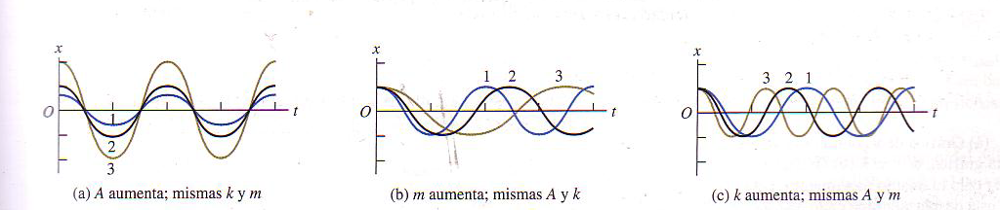 x
O
t
1
2
3
(a) A aumenta; mismas k y m
x
1 2 3
O
t
(b) m aumenta; mismas A y k
x
3 2 1
O
t
(c) k aumenta; mismas A y m